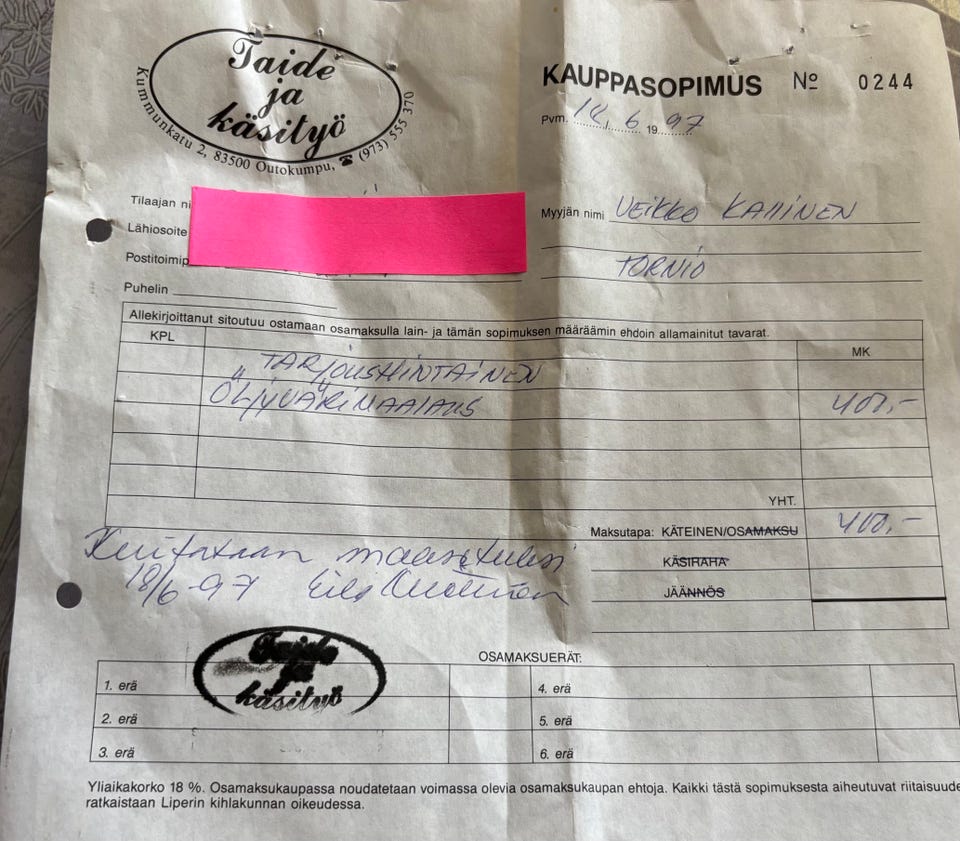 Taide
ja
käsityö
Kummunkatu 2, 83500 Outokumpu, ☎ (973) 555 370
KAUPPASOPIMUS Nº 0244
Pvm. 18. 6. 1997
Tilaajan ni
Lähiosoite
Postitoimip
Puhelin
Myyjän nimi VEIKKO KALLINEN
TORNIO
Allekirjoittanut sitoutuu ostamaan osamaksulla lain- ja tämän sopimuksen määräämin ehdoin allamainitut tavarat.
KPL MK
" TARJOUSHINTAINEN
ÖLJYVÄRIMAALAUS 400,-
YHT.
Maksutapa: KÄTEINEN/OSAMAKSU 400,-
KÄSIRAHA
JÄÄNNÖS
Kuitataan maksetuksi
18/6-97
Taide
ja
käsityö
OSAMAKSUERÄT:
1. erä 4. erä
2. erä 5. erä
3. erä 6. erä
Yliaikakorko 18 %. Osamaksukaupassa noudatetaan voimassa olevia osamaksukaupan ehtoja. Kaikki tästä sopimuksesta aiheutuvat riitaisuude
ratkaistaan Liperin kihlakunnan oikeudessa.